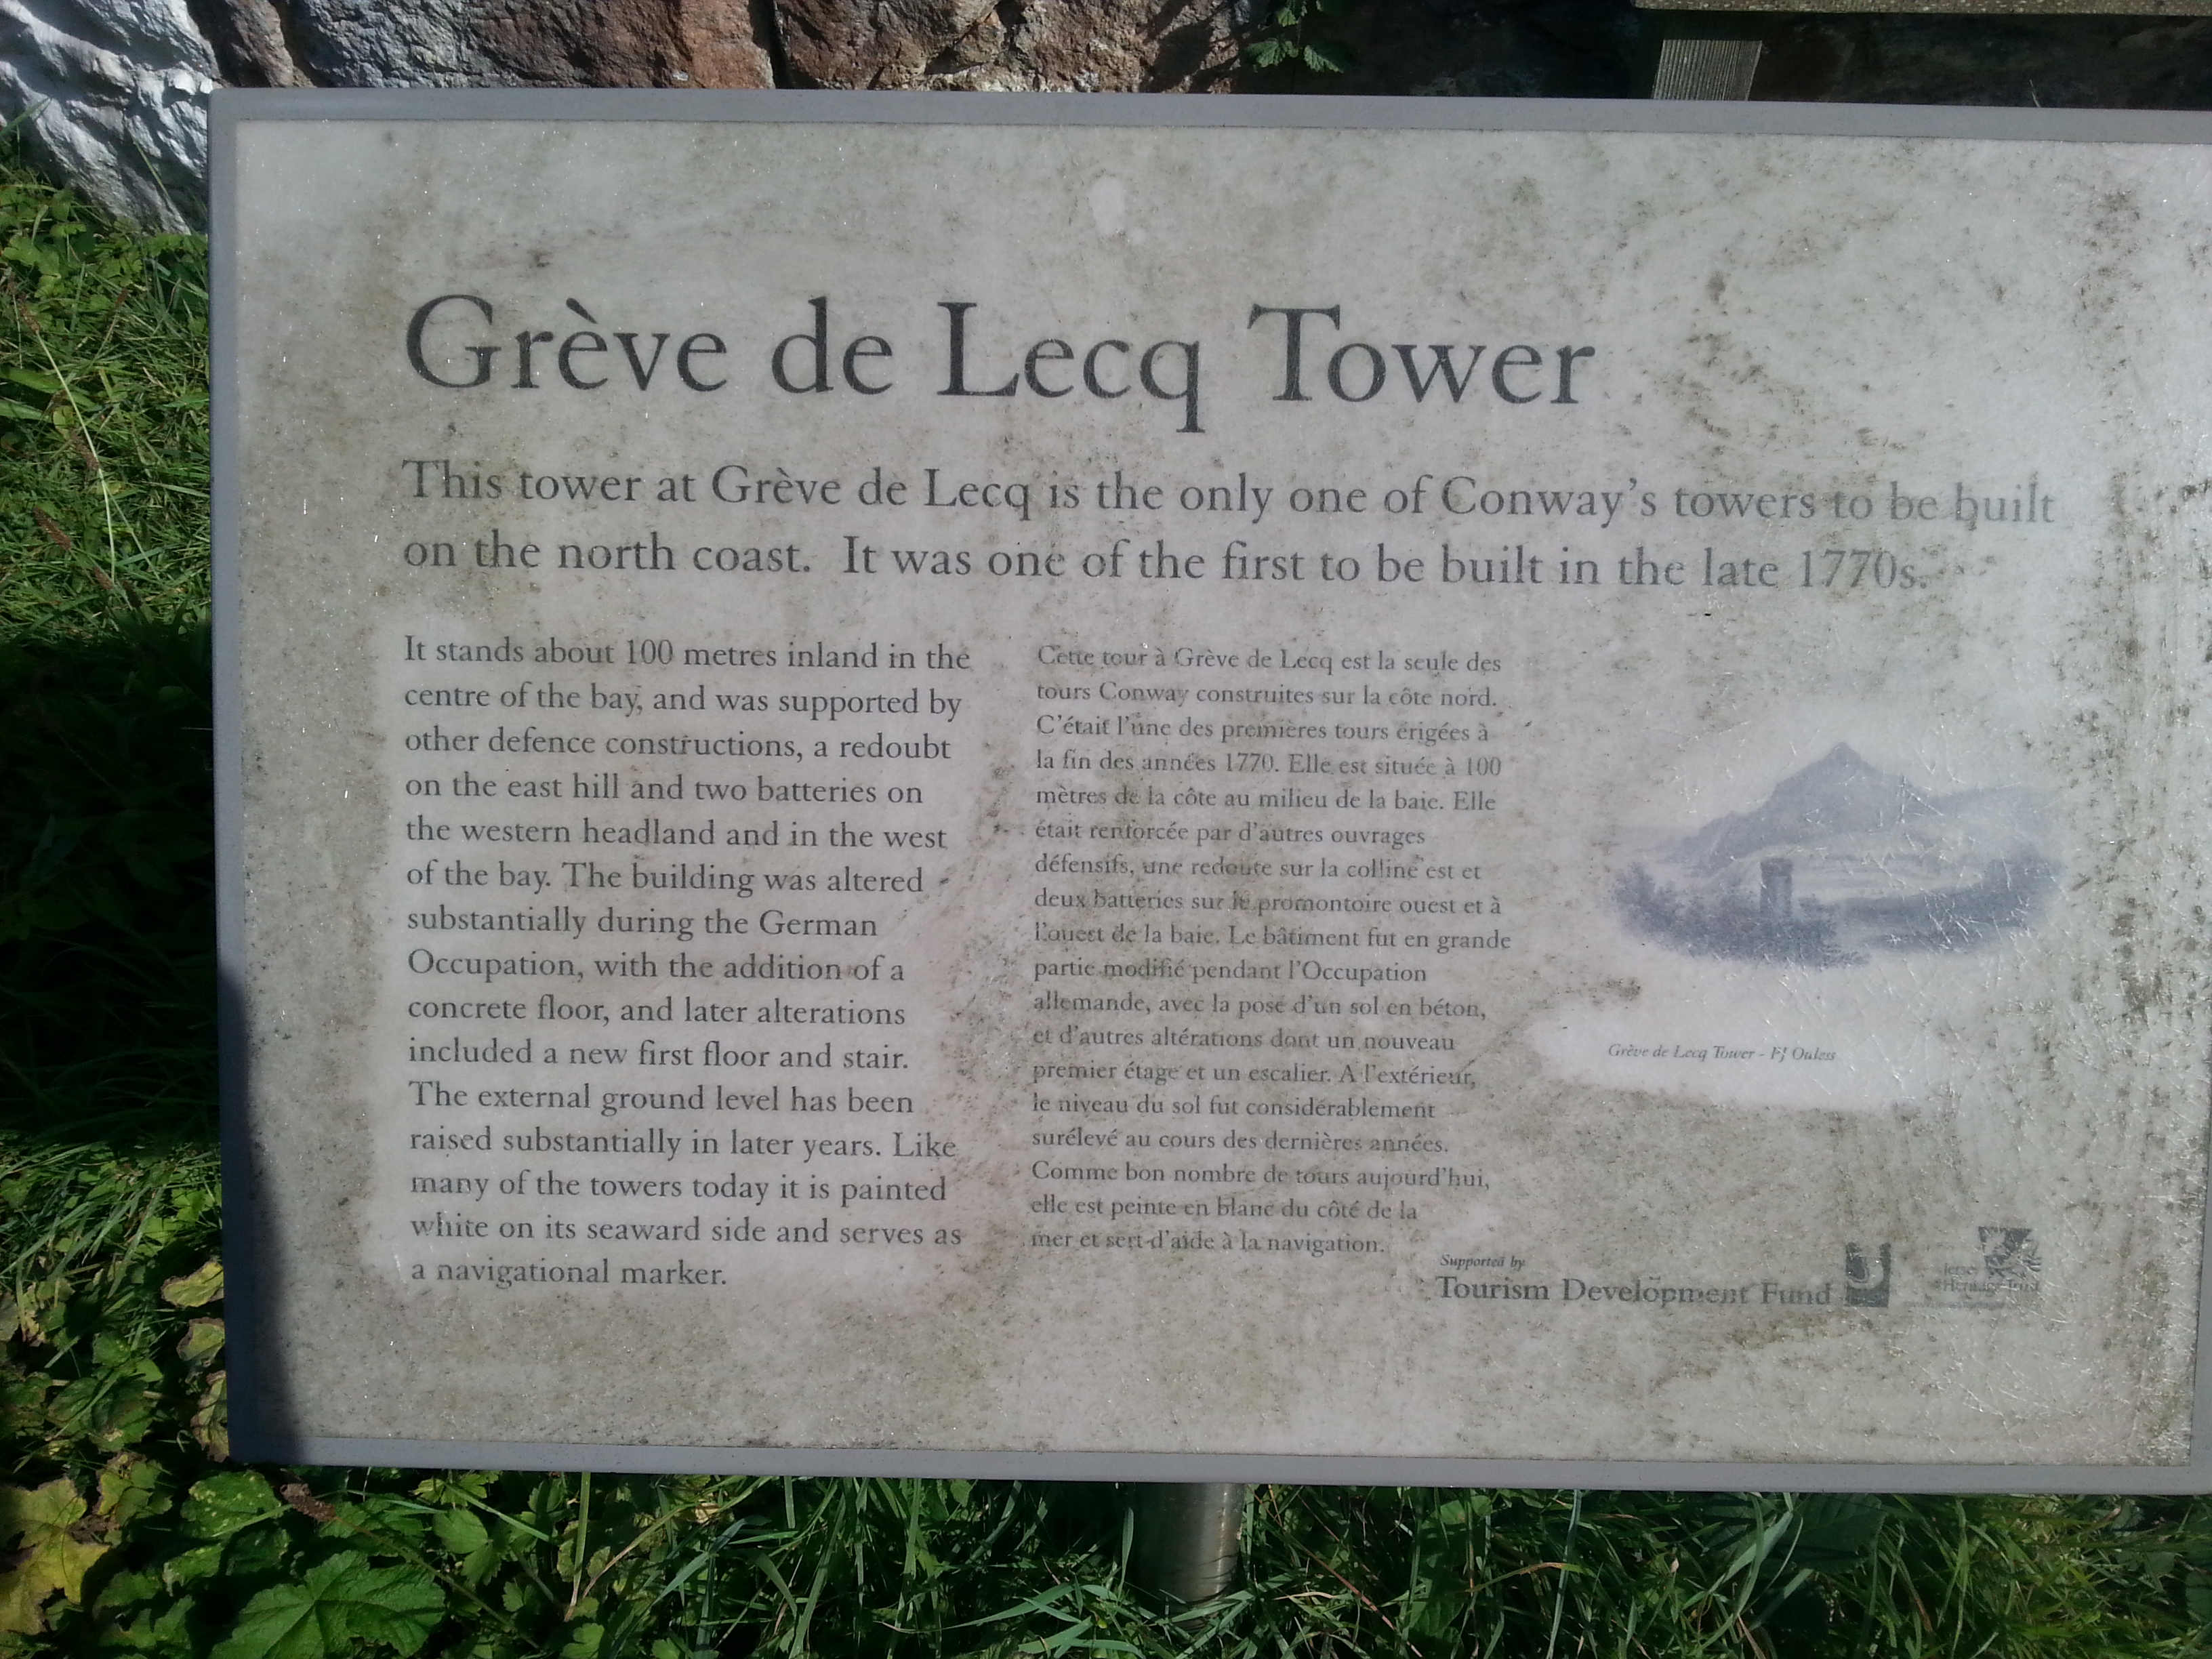 Grève de Lecq Tower
This tower at Grève de Lecq is the only one of Conway's towers to be built
on the north coast. It was one of the first to be built in the late 1770s.
It stands about 100 metres inland in the
centre of the bay, and was supported by
other defence constructions, a redoubt
on the east hill and two batteries on
the western headland and in the west
of the bay. The building was altered
substantially during the German
Occupation, with the addition of a
concrete floor, and later alterations
included a new first floor and stair.
The external ground level has been
raised substantially in later years. Like
many of the towers today it is painted
white on its seaward side and serves as
a navigational marker.
Cette tour à Grève de Lecq est la seule des
tours Conway construites sur la côte nord.
C'était l'une des premières tours érigées à
la fin des années 1770. Elle est située à 100
mètres de la côte au milieu de la baie. Elle
était renforcée par d'autres ouvrages
défensifs, une redoute sur la colline est et
deux batteries sur le promontoire ouest et à
l'ouest de la baie. Le bâtiment fut en grande
partie modifié pendant l'Occupation
allemande, avec la pose d'un sol en béton,
et d'autres altérations dont un nouveau
premier étage et un escalier. A l'extérieur,
le niveau du sol fut considérablement
surélevé au cours des dernières années.
Comme bon nombre de tours aujourd'hui,
elle est peinte en blanc du côté de la
mer et sert d'aide à la navigation.
Grève de Lecq Tower - FJ Ouless
Supported by
Tourism Development Fund
Jersey
Heritage Trust